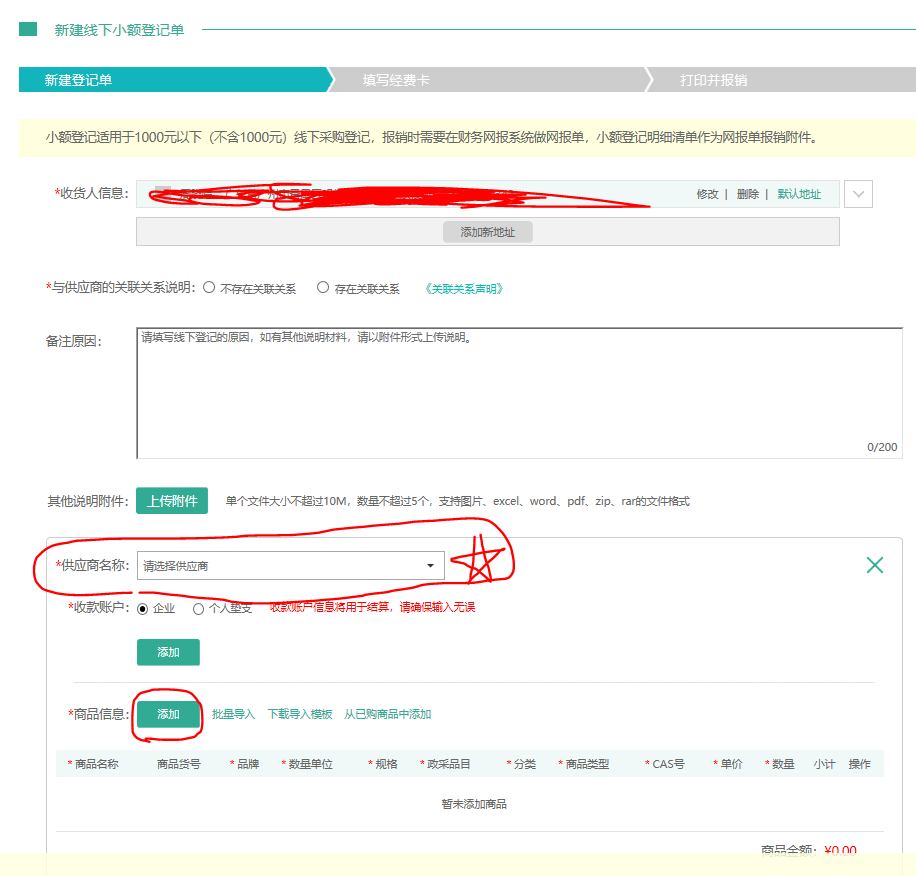 新建线下小额登记单
新建登记单 填写经费卡 打印并报销
小额登记适用于1000元以下（不含1000元）线下采购登记，报销时需要在财务网报系统做网报单，小额登记明细清单作为网报单报销附件。
*收货人信息： 修改 | 删除 | 默认地址
添加新地址
*与供应商的关联关系说明： 不存在关联关系 存在关联关系 《关联关系声明》
备注原因： 请填写线下登记的原因，如有其他说明材料，请以附件形式上传说明。
0/200
其他说明附件： 上传附件 单个文件大小不超过10M，数量不超过5个，支持图片、excel、word、pdf、zip、rar的文件格式
*供应商名称： 请选择供应商
*收款账户： 企业 个人垫支 收款账户信息将用于结算，请确保输入无误
添加
*商品信息： 添加 批量导入 下载导入模板 从已购商品中添加
* 商品名称 商品货号 * 品牌 * 数量单位 * 规格 * 政采品目 * 分类 * 商品类型 * CAS号 * 单价 * 数量 小计 操作
暂未添加商品
商品金额：¥0.00